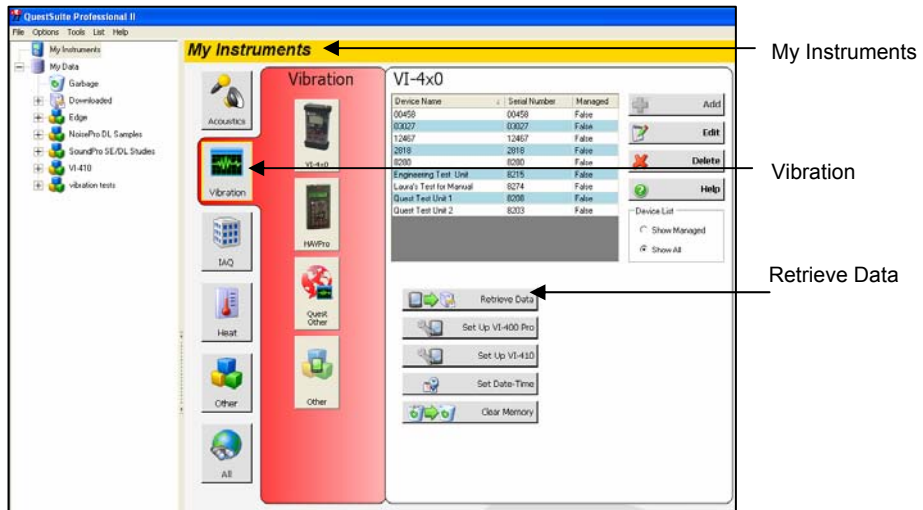 QuestSuite Professional II
File Options Tools List Help
My Instruments
My Data
Garbage
Downloaded
Edge
NoisePro DL Samples
SoundPro SE/DL Studies
VI-410
vibration tests
My Instruments
Acoustics
Vibration
IAQ
Heat
Other
All
Vibration
VI-4x0
HAVPro
Quest
Other
Other
VI-4x0
Device Name Serial Number Managed
00458 00458 False
03027 03027 False
12467 12467 False
2818 2818 False
8280 8280 False
Engineering Test Unit 8215 False
Laura's Test for Manual 8274 False
Quest Test Unit 1 8208 False
Quest Test Unit 2 8203 False
Add
Edit
Delete
Help
Device List
Show Managed
Show All
Retrieve Data
Set Up VI-400 Pro
Set Up VI-410
Set Date-Time
Clear Memory
My Instruments
Vibration
Retrieve Data